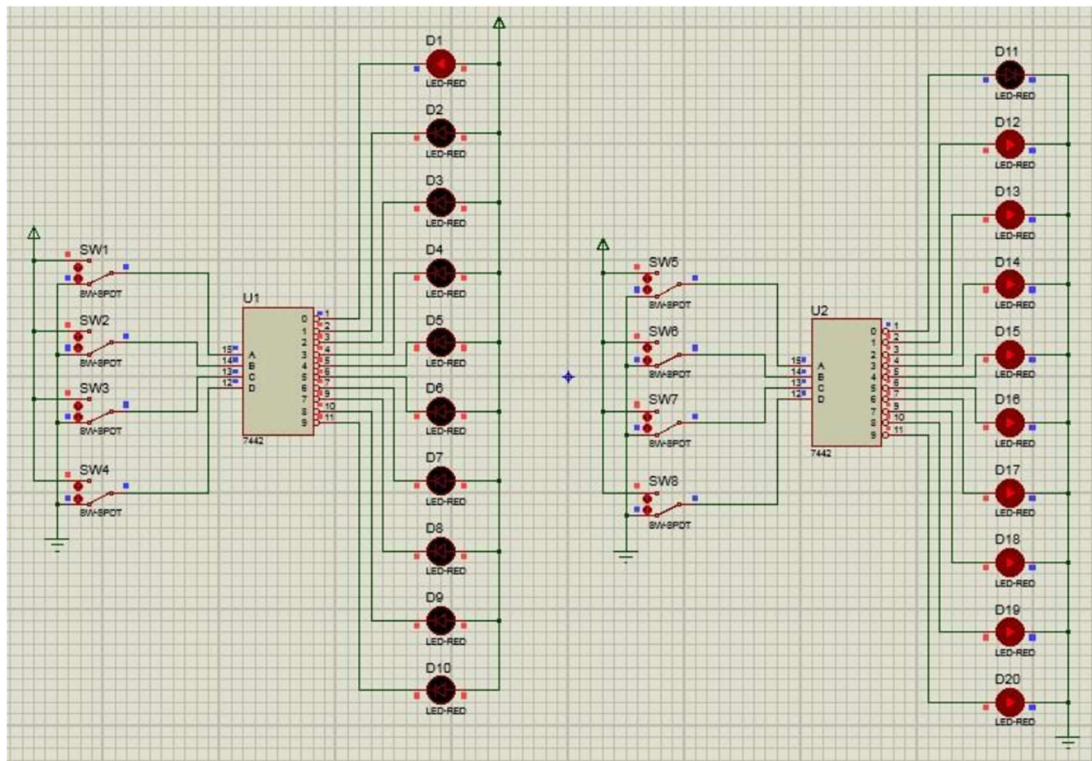 D1
LED-RED
D2
LED-RED
D3
LED-RED
D4
LED-RED
D5
LED-RED
D6
LED-RED
D7
LED-RED
D8
LED-RED
D9
LED-RED
D10
LED-RED
SW1
SW-SPDT
SW2
SW-SPDT
SW3
SW-SPDT
SW4
SW-SPDT
U1
15 A
14 B
13 C
12 D
0 1
1 2
2 3
3 4
4 5
5 6
6 7
7 9
8 10
9 11
7442
D11
LED-RED
D12
LED-RED
D13
LED-RED
D14
LED-RED
D15
LED-RED
D16
LED-RED
D17
LED-RED
D18
LED-RED
D19
LED-RED
D20
LED-RED
SW5
SW-SPDT
SW6
SW-SPDT
SW7
SW-SPDT
SW8
SW-SPDT
U2
15 A
14 B
13 C
12 D
0 1
1 2
2 3
3 4
4 5
5 6
6 7
7 9
8 10
9 11
7442